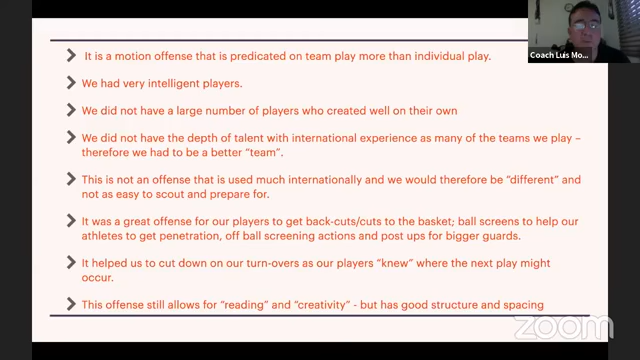 It is a motion offense that is predicated on team play more than individual play.
We had very intelligent players.
We did not have a large number of players who created well on their own
We did not have the depth of talent with international experience as many of the teams we play –
therefore we had to be a better “team”.
This is not an offense that is used much internationally and we would therefore be “different” and
not as easy to scout and prepare for.
It was a great offense for our players to get back-cuts/cuts to the basket; ball screens to help our
athletes to get penetration, off ball screening actions and post ups for bigger guards.
It helped us to cut down on our turn-overs as our players “knew” where the next play might
occur.
This offense still allows for “reading” and “creativity” - but has good structure and spacing
Coach Luis Mo...
zoom